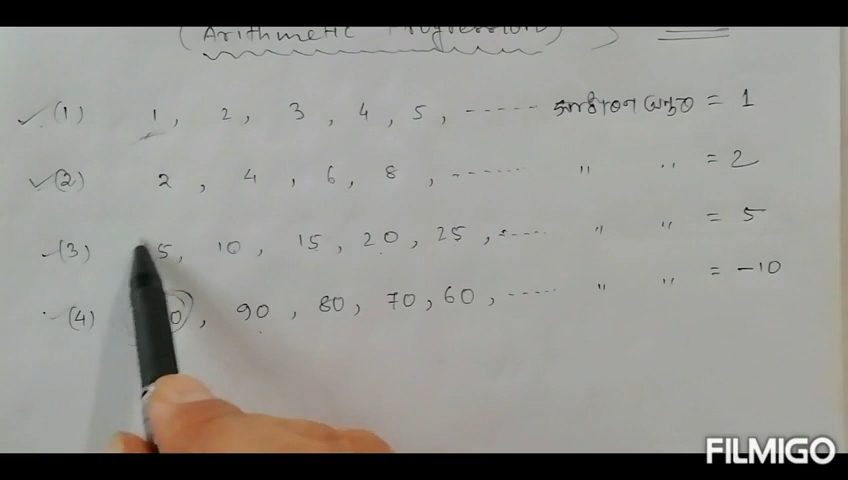 (Arithmetic Progression)
(1) 1, 2, 3, 4, 5, ------ সাধারণ অন্তর = 1
(2) 2, 4, 6, 8, ------ " " = 2
(3) 5, 10, 15, 20, 25, ----- " " = 5
(4) 90, 80, 70, 60, ----- " " = -10
FILMIGO